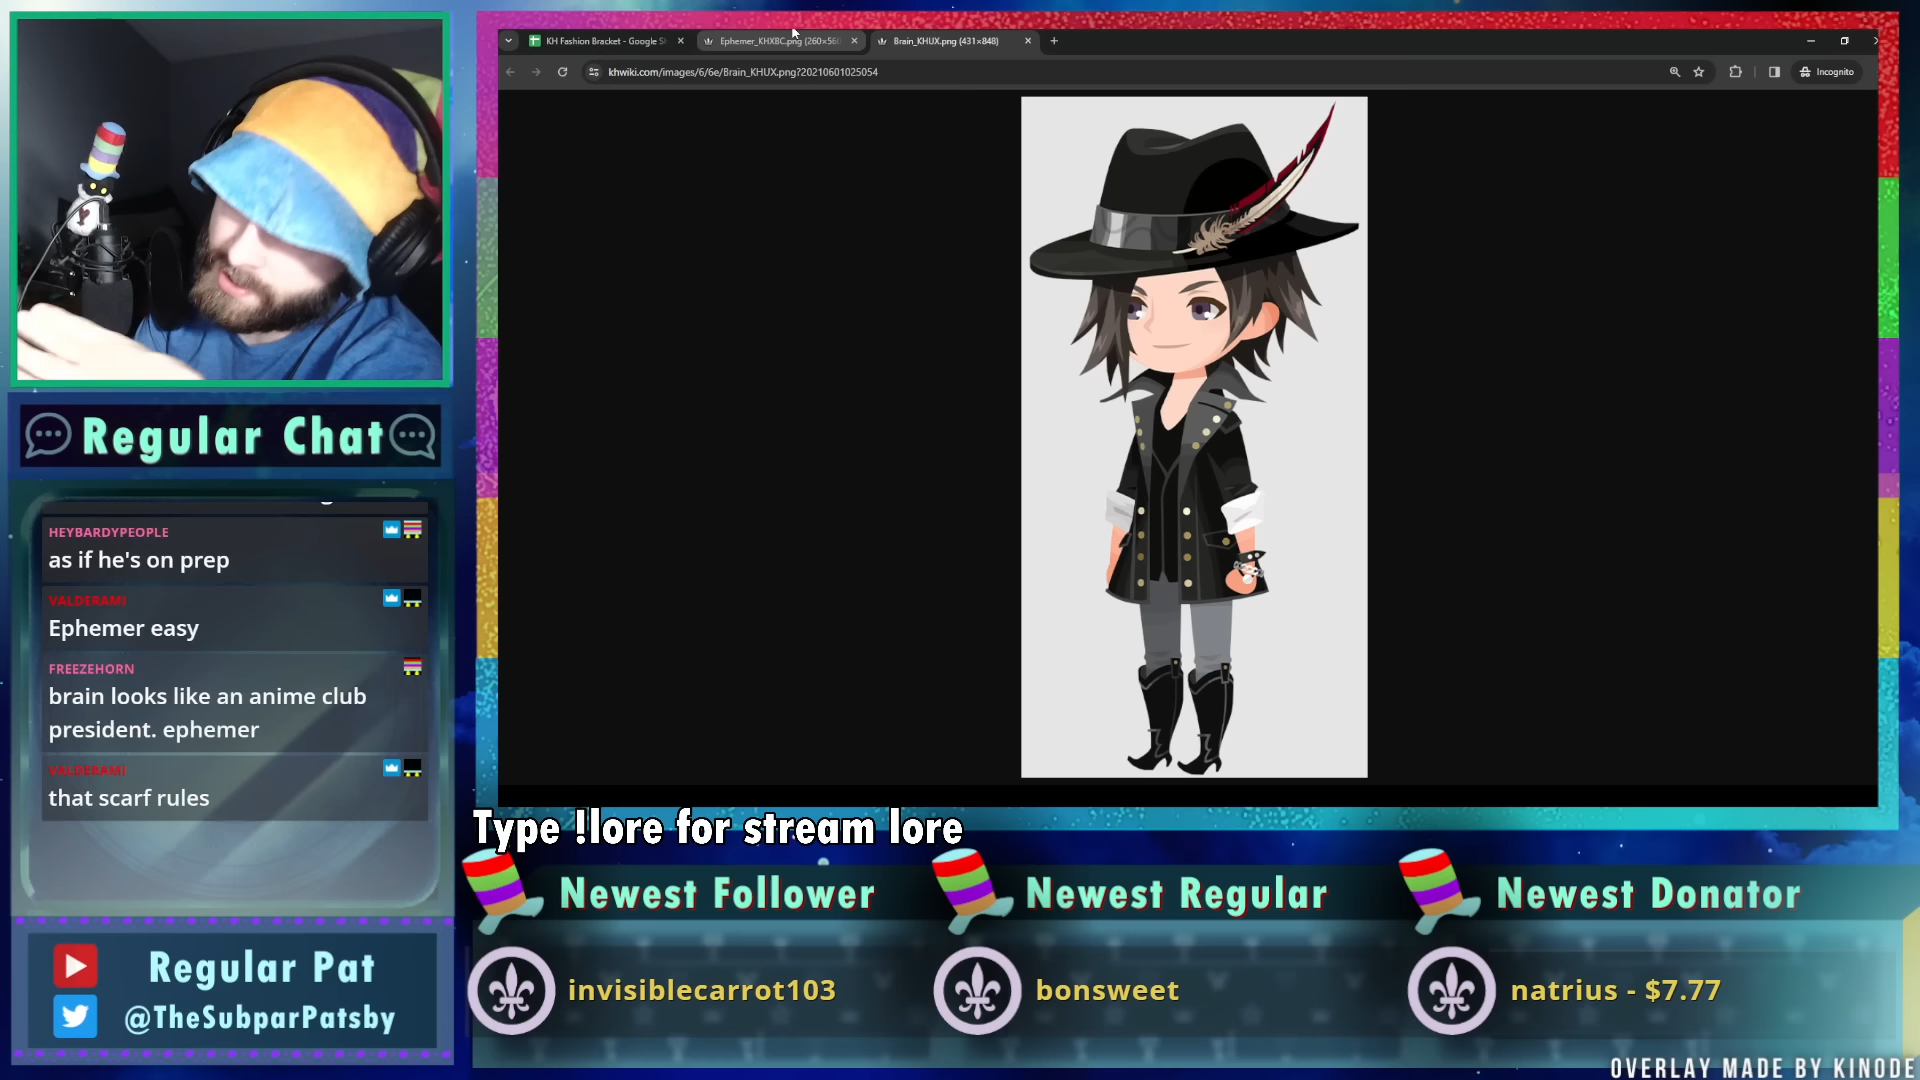 KH Fashion Bracket - Google Sh
Ephemer_KHXBC.png (260×560
Brain_KHUX.png (431×848)
khwiki.com/images/6/6e/Brain_KHUX.png?20210601025054
Incognito
Regular Chat
HEYBARDYPEOPLE
as if he's on prep
VALDERAMI
Ephemer easy
FREEZEHORN
brain looks like an anime club
president. ephemer
VALDERAMI
that scarf rules
Type !lore for stream lore
Newest Follower
Newest Regular
Newest Donator
invisiblecarrot103
bonsweet
natrius - $7.77
Regular Pat
@TheSubparPatsby
OVERLAY MADE BY KINODE